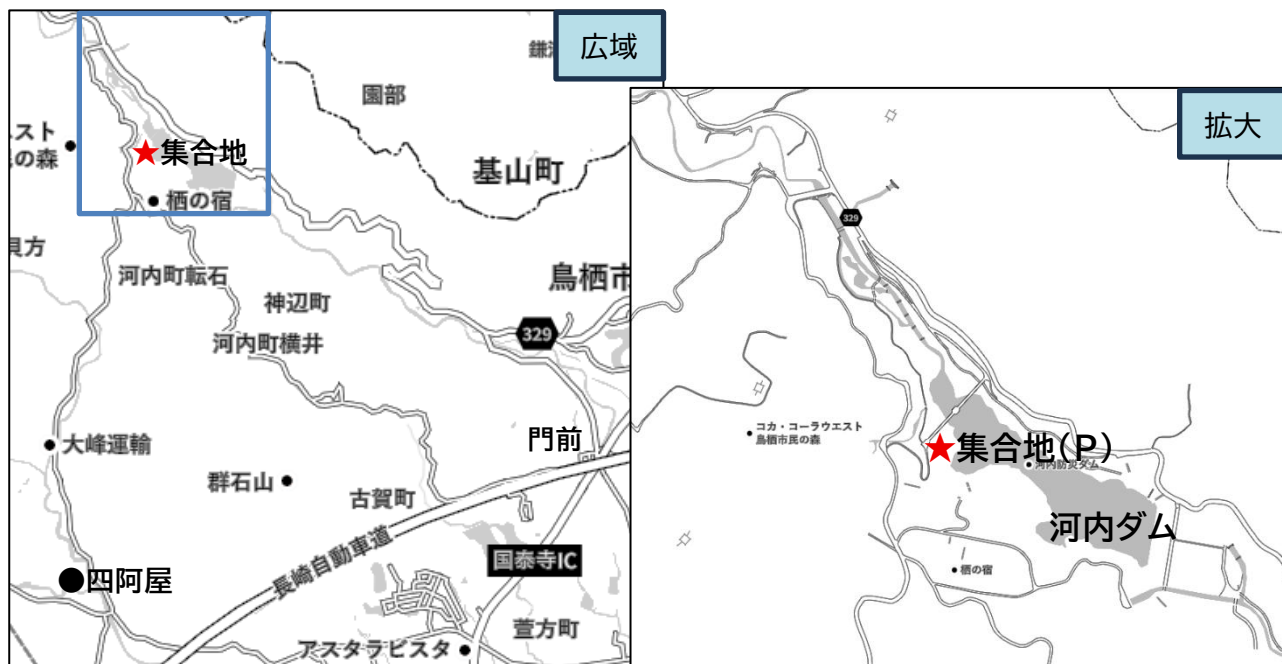 広域
鎌
園部
スト
民の森
★集合地
基山町
栖の宿
貝方
河内町転石
鳥栖市
神辺町
329
河内町横井
大峰運輸
門前
群石山
古賀町
長崎自動車道
国泰寺IC
四阿屋
萱方町
アスタラビスタ
拡大
329
コカ・コーラウエスト
鳥栖市民の森
★集合地(P)
河内防災ダム
河内ダム
栖の宿